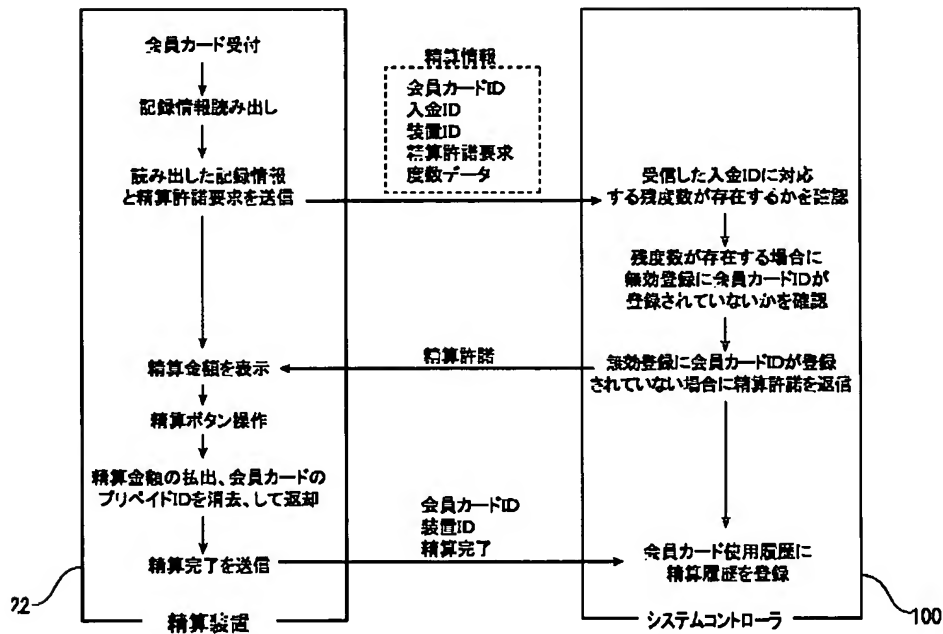 会員カード受付
記録情報読み出し
読み出した記録情報
と精算許諾要求を送信
精算金額を表示
精算ボタン操作
精算金額の払出、会員カードの
プリペイドIDを消去、して返却
精算完了を送信
22
精算装置
精算情報
会員カードID
入金ID
装置ID
精算許諾要求
度数データ
精算許諾
会員カードID
装置ID
精算完了
受信した入金IDに対応
する残度数が存在するかを確認
残度数が存在する場合に
無効登録に会員カードIDが
登録されていないかを確認
無効登録に会員カードIDが登録
されていない場合に精算許諾を返信
会員カード使用履歴に
精算履歴を登録
システムコントローラ
100